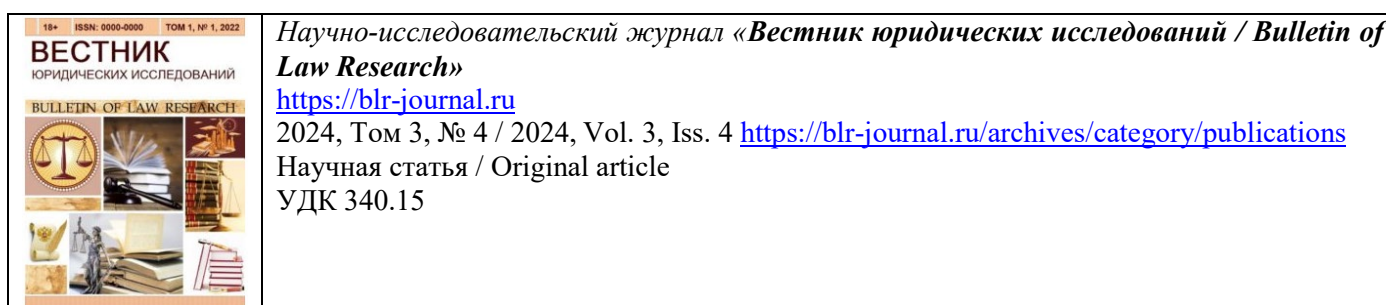 18+ ISSN: 0000-0000 ТОМ 1, № 1, 2022
ВЕСТНИК
ЮРИДИЧЕСКИХ ИССЛЕДОВАНИЙ
BULLETIN OF LAW RESEARCH
Научно-исследовательский журнал «Вестник юридических исследований / Bulletin of
Law Research»
https://blr-journal.ru
2024, Том 3, № 4 / 2024, Vol. 3, Iss. 4 https://blr-journal.ru/archives/category/publications
Научная статья / Original article
УДК 340.15